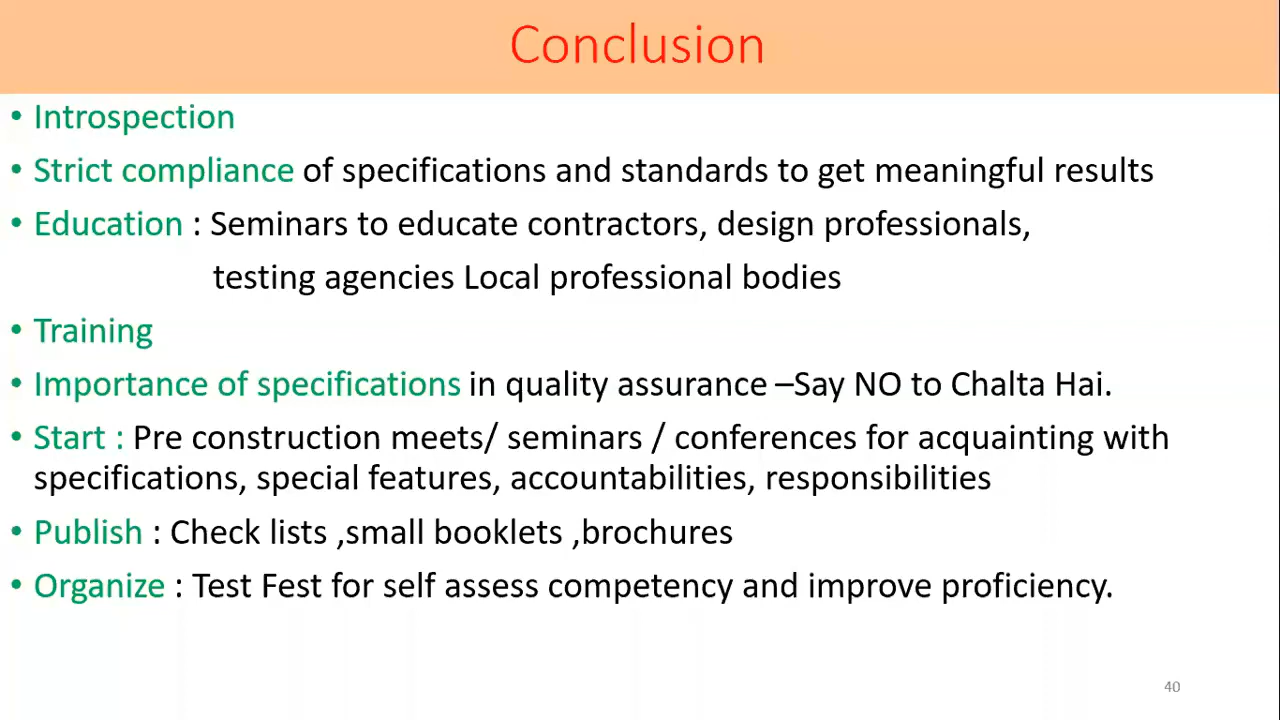 Conclusion
• Introspection
• Strict compliance of specifications and standards to get meaningful results
• Education : Seminars to educate contractors, design professionals,
testing agencies Local professional bodies
• Training
• Importance of specifications in quality assurance –Say NO to Chalta Hai.
• Start : Pre construction meets/ seminars / conferences for acquainting with
specifications, special features, accountabilities, responsibilities
• Publish : Check lists ,small booklets ,brochures
• Organize : Test Fest for self assess competency and improve proficiency.
40